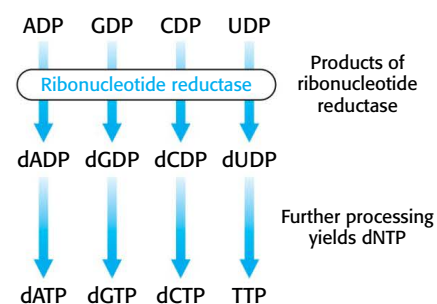 ADP GDP CDP UDP
Ribonucleotide reductase
Products of
ribonucleotide
reductase
dADP dGDP dCDP dUDP
Further processing
yields dNTP
dATP dGTP dCTP TTP